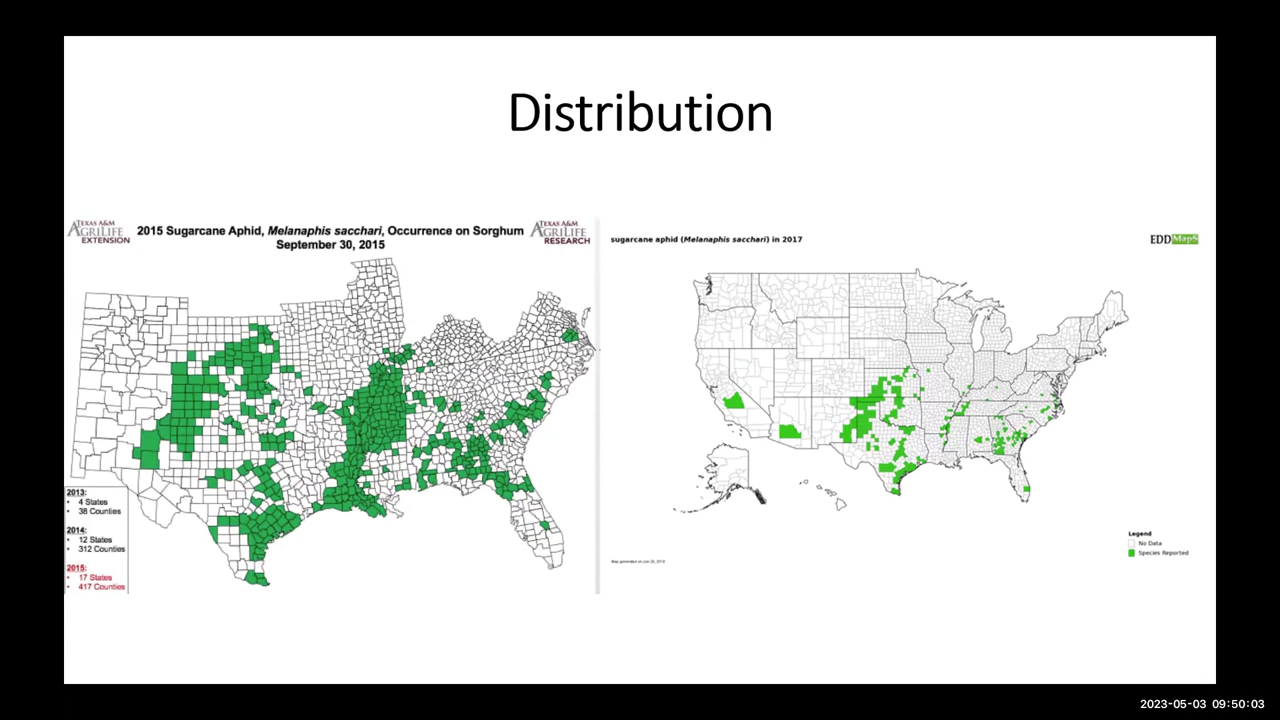 Distribution
TEXAS A&M
AGRILIFE
EXTENSION
2015 Sugarcane Aphid, Melanaphis sacchari, Occurrence on Sorghum
September 30, 2015
TEXAS A&M
AGRILIFE
RESEARCH
2013:
• 4 States
• 38 Counties
2014:
• 12 States
• 312 Counties
2015:
• 17 States
• 417 Counties
sugarcane aphid (Melanaphis sacchari) in 2017
EDDMapS
Legend
No Data
Species Reported
2023-05-03 09:50:03